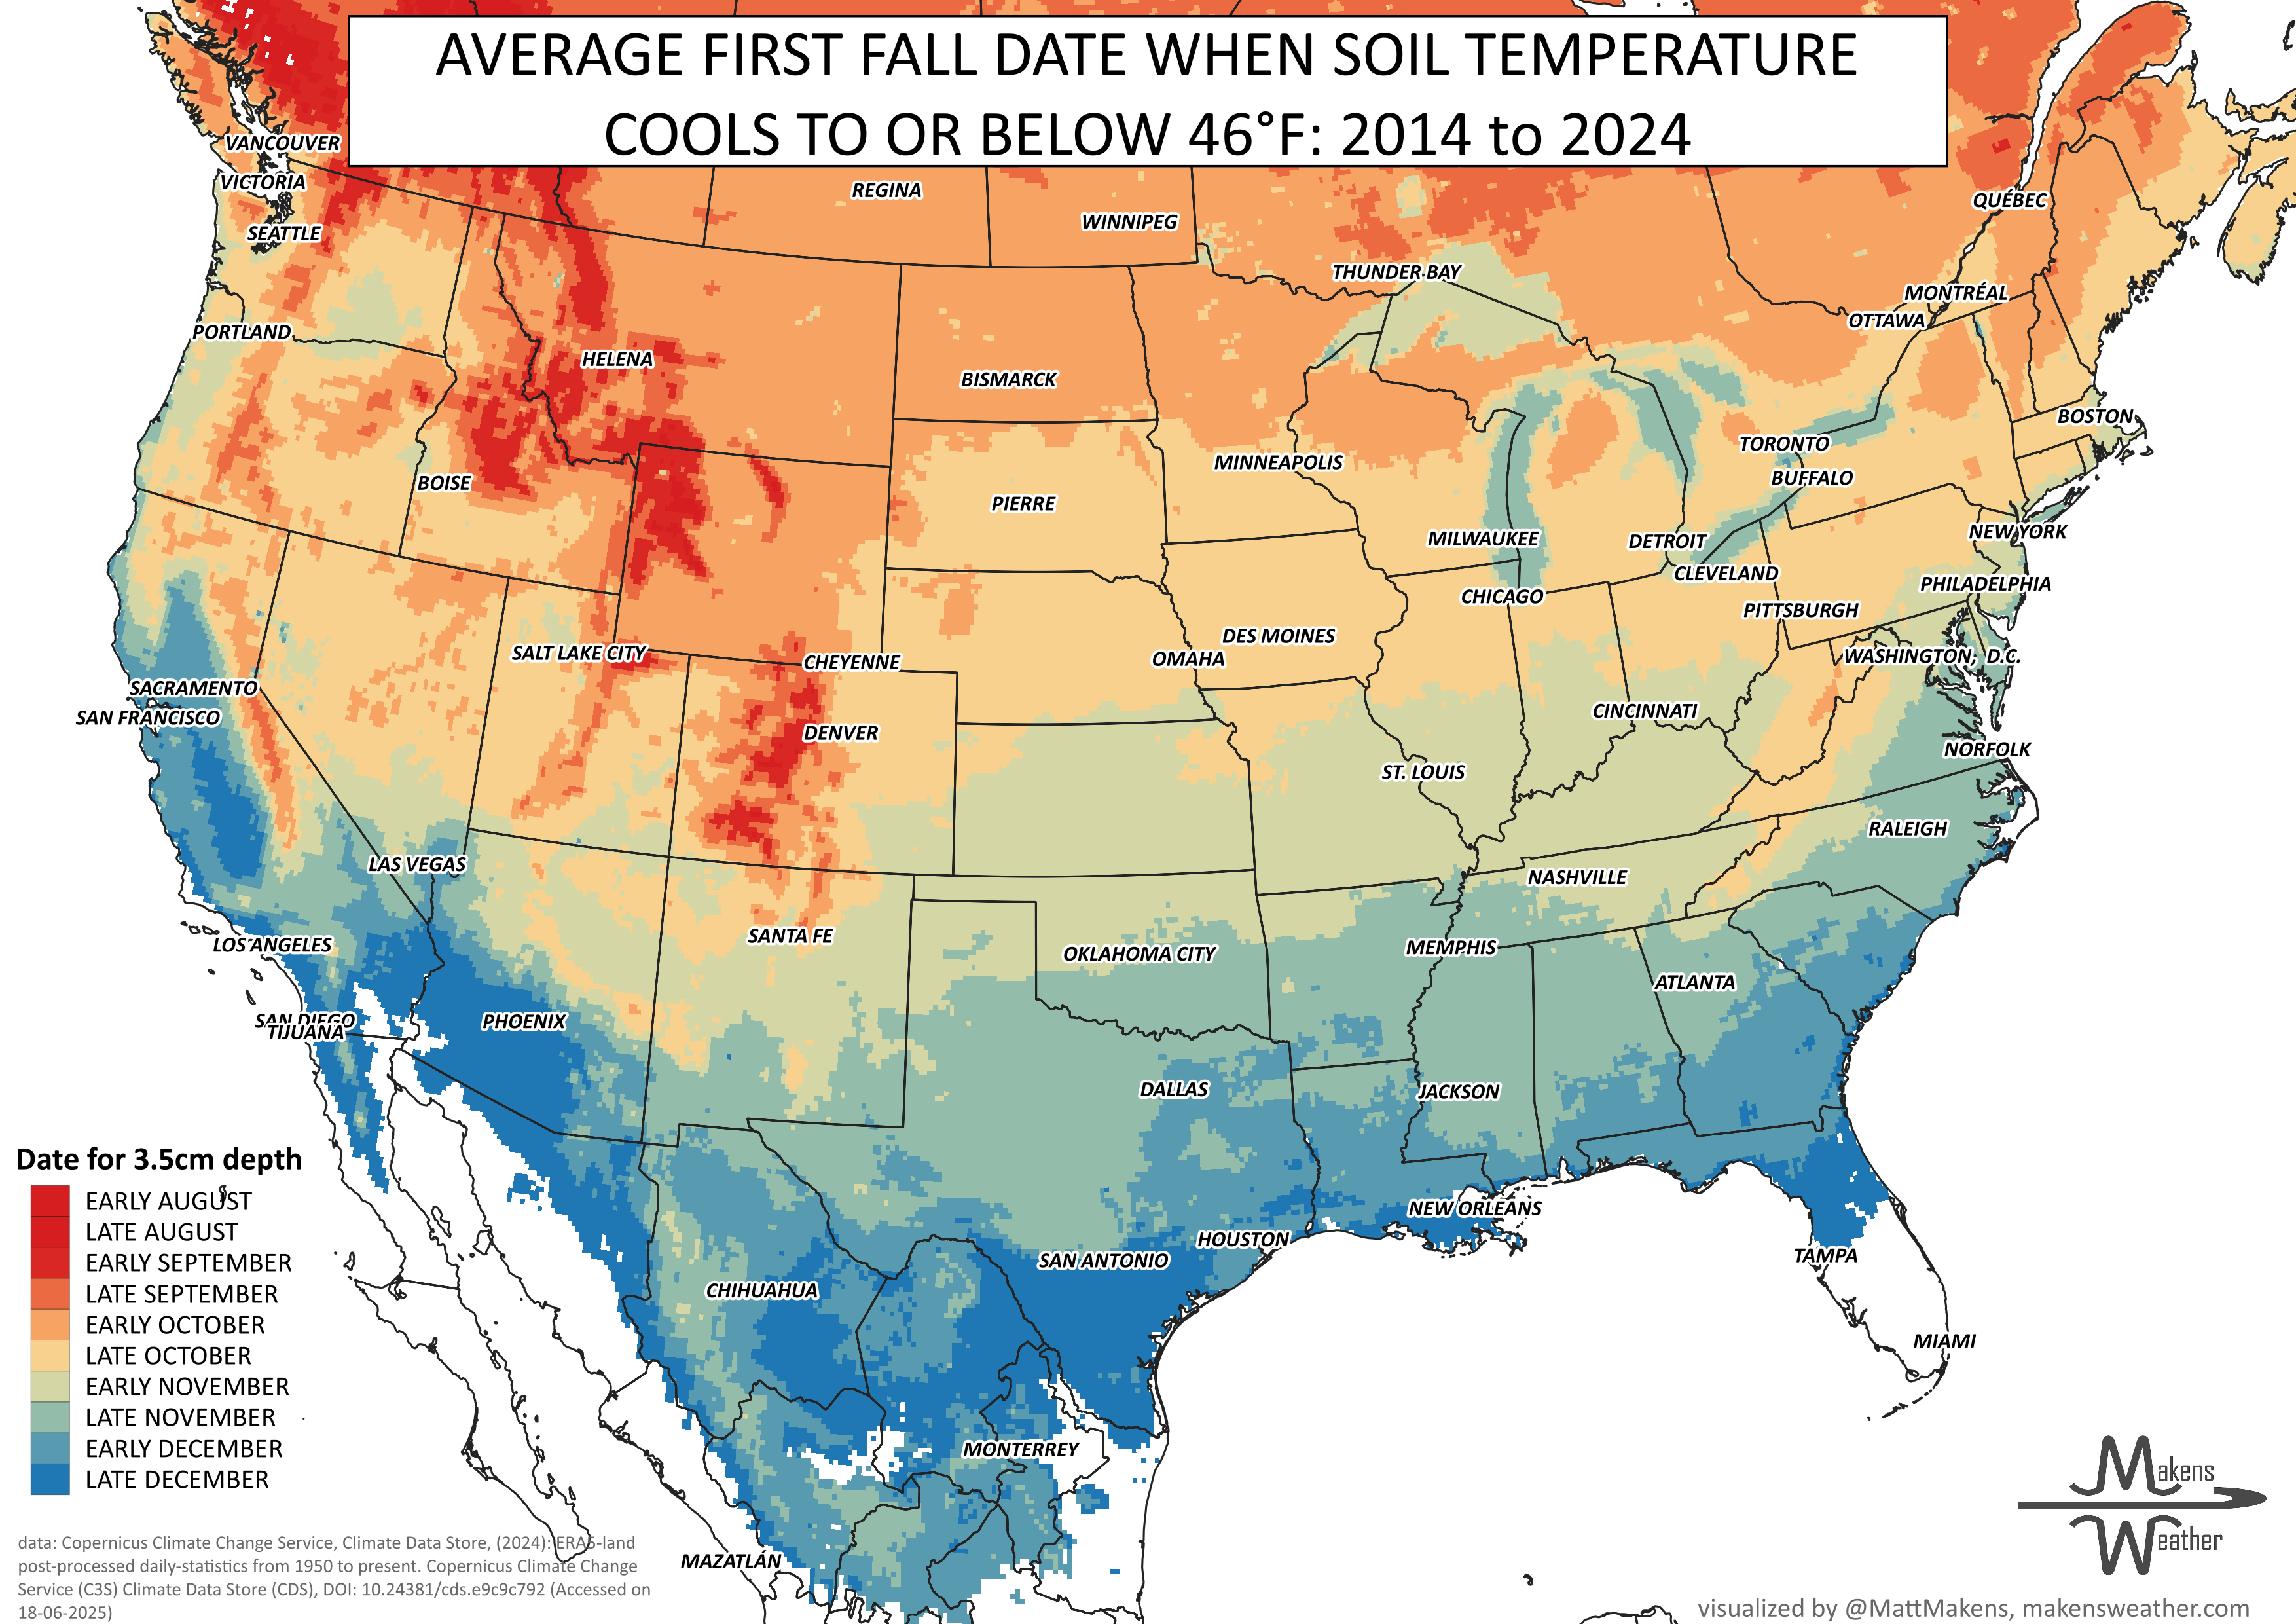 AVERAGE FIRST FALL DATE WHEN SOIL TEMPERATURE
COOLS TO OR BELOW 46°F: 2014 to 2024
VANCOUVER
VICTORIA
SEATTLE
PORTLAND
REGINA
WINNIPEG
THUNDER BAY
QUÉBEC
MONTRÉAL
OTTAWA
HELENA
BISMARCK
BOSTON
TORONTO
MINNEAPOLIS
BUFFALO
BOISE
PIERRE
NEW YORK
MILWAUKEE
DETROIT
CLEVELAND
PHILADELPHIA
CHICAGO
PITTSBURGH
DES MOINES
SALT LAKE CITY
CHEYENNE
OMAHA
WASHINGTON, D.C.
SACRAMENTO
SAN FRANCISCO
CINCINNATI
DENVER
NORFOLK
ST. LOUIS
RALEIGH
LAS VEGAS
NASHVILLE
SANTA FE
LOS ANGELES
OKLAHOMA CITY
MEMPHIS
ATLANTA
SAN DIEGO
TIJUANA
PHOENIX
DALLAS
JACKSON
NEW ORLEANS
HOUSTON
SAN ANTONIO
TAMPA
CHIHUAHUA
MIAMI
MONTERREY
MAZATLÁN
Date for 3.5cm depth
EARLY AUGUST
LATE AUGUST
EARLY SEPTEMBER
LATE SEPTEMBER
EARLY OCTOBER
LATE OCTOBER
EARLY NOVEMBER
LATE NOVEMBER
EARLY DECEMBER
LATE DECEMBER
data: Copernicus Climate Change Service, Climate Data Store, (2024): ERA5-land
post-processed daily-statistics from 1950 to present. Copernicus Climate Change
Service (C3S) Climate Data Store (CDS), DOI: 10.24381/cds.e9c9c792 (Accessed on
18-06-2025)
Makens
Weather
visualized by @MattMakens, makensweather.com